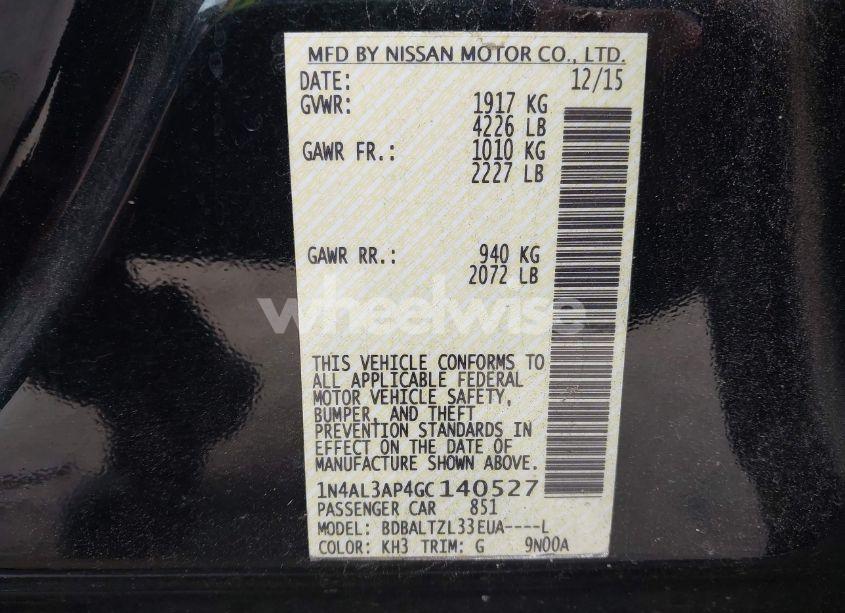 MFD BY NISSAN MOTOR CO., LTD.
DATE: 12/15
GVWR: 1917 KG
4226 LB
GAWR FR.: 1010 KG
2227 LB
GAWR RR.: 940 KG
2072 LB
wheelwise
THIS VEHICLE CONFORMS TO
ALL APPLICABLE FEDERAL
MOTOR VEHICLE SAFETY,
BUMPER, AND THEFT
PREVENTION STANDARDS IN
EFFECT ON THE DATE OF
MANUFACTURE SHOWN ABOVE.
1N4AL3AP4GC140527
PASSENGER CAR 851
MODEL: BDBALTZL33EUA----L
COLOR: KH3 TRIM: G 9N00A